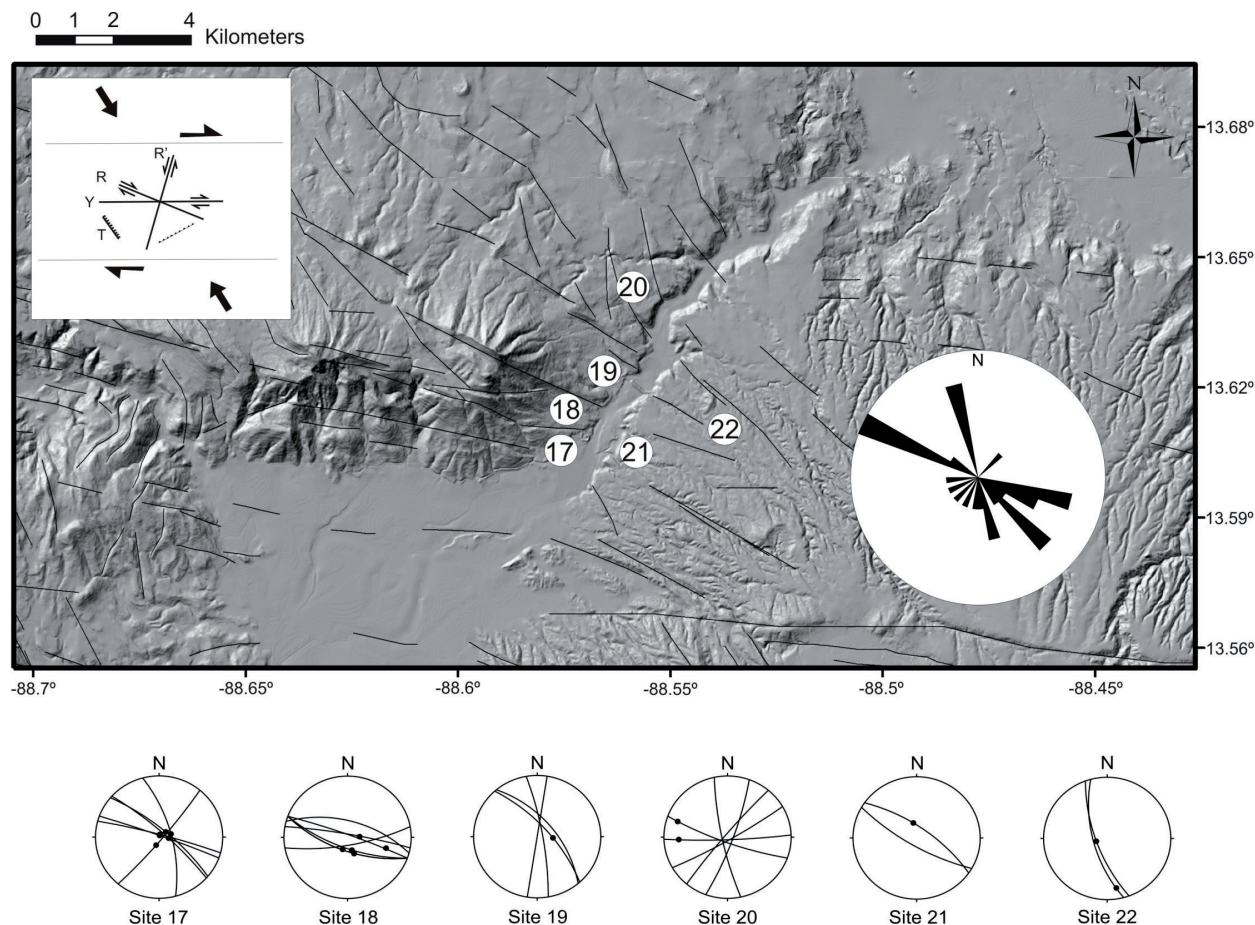 0 1 2 4
Kilometers
N
R'
R
Y
T
13.68º
13.65º
13.62º
13.59º
13.56º
20
19
18
17
21
22
N
-88.7º -88.65º -88.6º -88.55º -88.5º -88.45º
N N N N N N
Site 17 Site 18 Site 19 Site 20 Site 21 Site 22